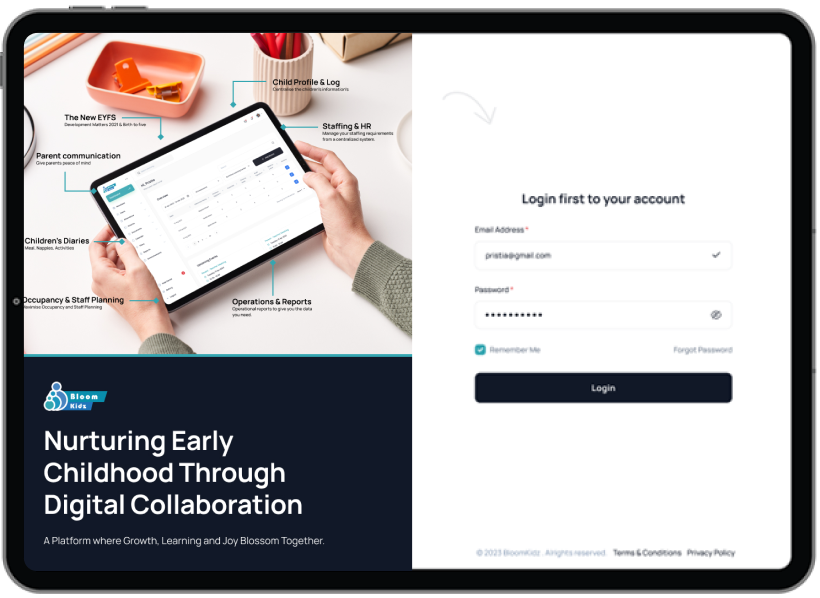 Child Profile & Log
Centralise the children's information's
The New EYFS
Development Matters 2021 & Birth to five
Staffing & HR
Manage your staffing requirements
from a centralized system
Parent communication
Give parents peace of mind
Children's Diaries
Meal, Nappies, Activities
Occupancy & Staff Planning
Maximise Occupancy and Staff Planning
Operations & Reports
Operational reports to give you the data
you need.
Bloom
Kids
Nurturing Early
Childhood Through
Digital Collaboration
A Platform where Growth, Learning and Joy Blossom Together.
Login first to your account
Email Address*
pristia@gmail.com
Password*
Remember Me
Forgot Password
Login
© 2023 BloomKidz . Alrights reserved. Terms & Conditions Privacy Policy